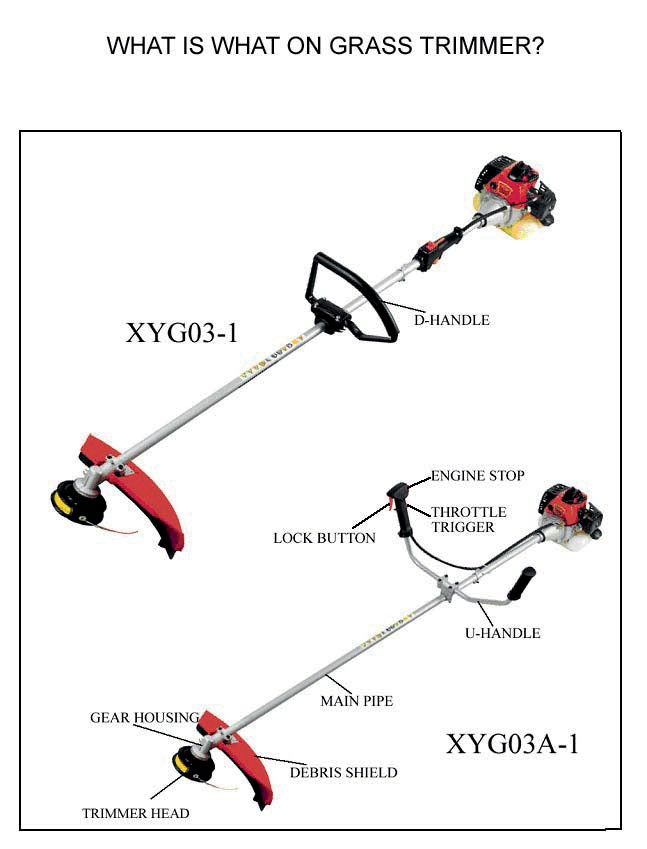 WHAT IS WHAT ON GRASS TRIMMER?
D-HANDLE
XYG03-1
ENGINE STOP
THROTTLE
TRIGGER
LOCK BUTTON
U-HANDLE
MAIN PIPE
GEAR HOUSING
XYG03A-1
DEBRIS SHIELD
TRIMMER HEAD